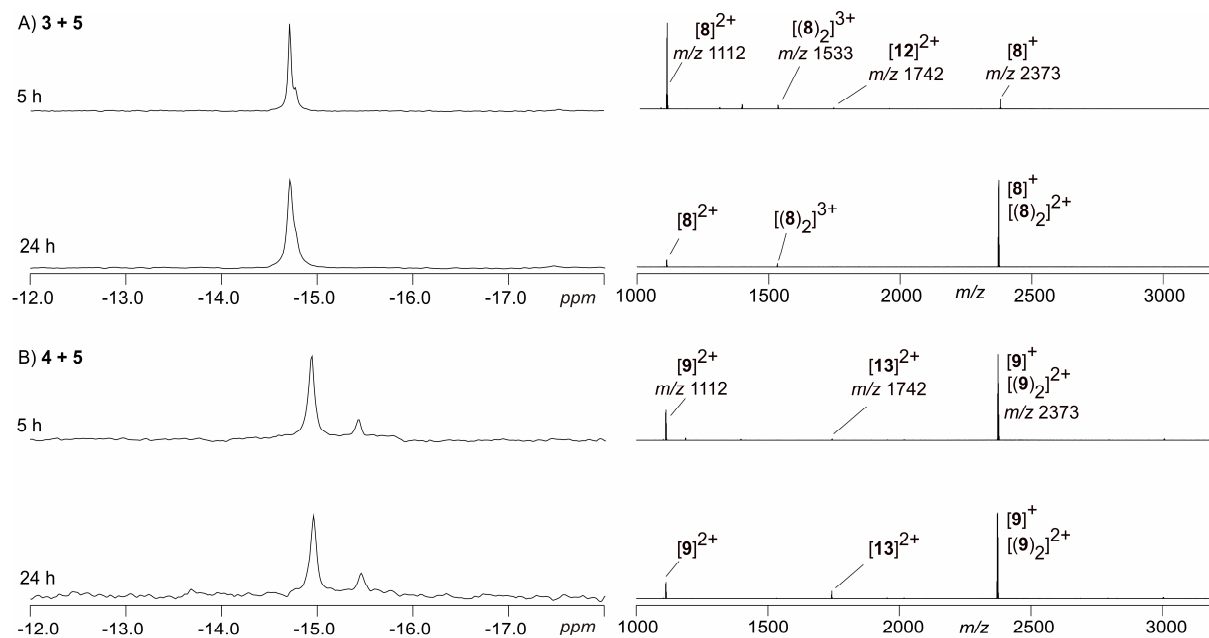 A) 3 + 5
5 h
[8]2+
m/z 1112
[(8)2]3+
m/z 1533
[12]2+
m/z 1742
[8]+
m/z 2373
24 h
[8]2+
[(8)2]3+
[8]+
[(8)2]2+
-12.0 -13.0 -14.0 -15.0 -16.0 -17.0 ppm
1000 1500 2000 m/z 2500 3000
B) 4 + 5
5 h
[9]2+
m/z 1112
[13]2+
m/z 1742
[9]+
[(9)2]2+
m/z 2373
24 h
[9]2+
[13]2+
[9]+
[(9)2]2+
-12.0 -13.0 -14.0 -15.0 -16.0 -17.0 ppm
1000 1500 2000 m/z 2500 3000